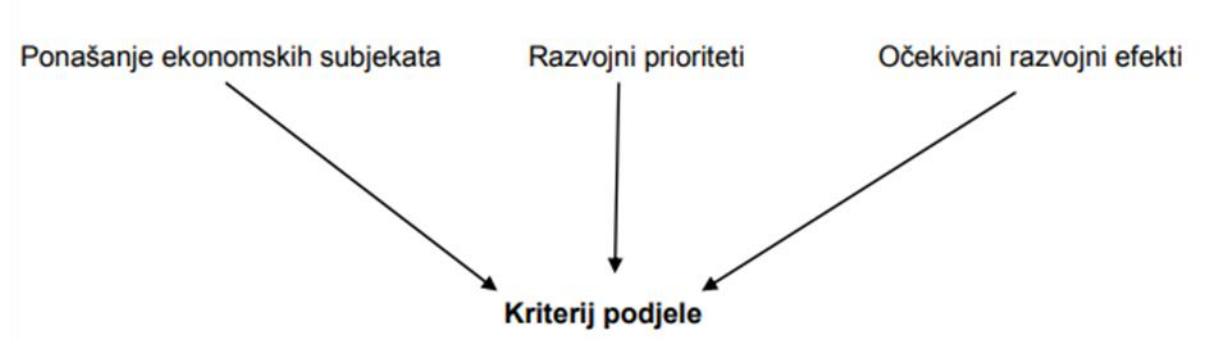 Ponašanje ekonomskih subjekata
Razvojni prioriteti
Očekivani razvojni efekti
Kriterij podjele